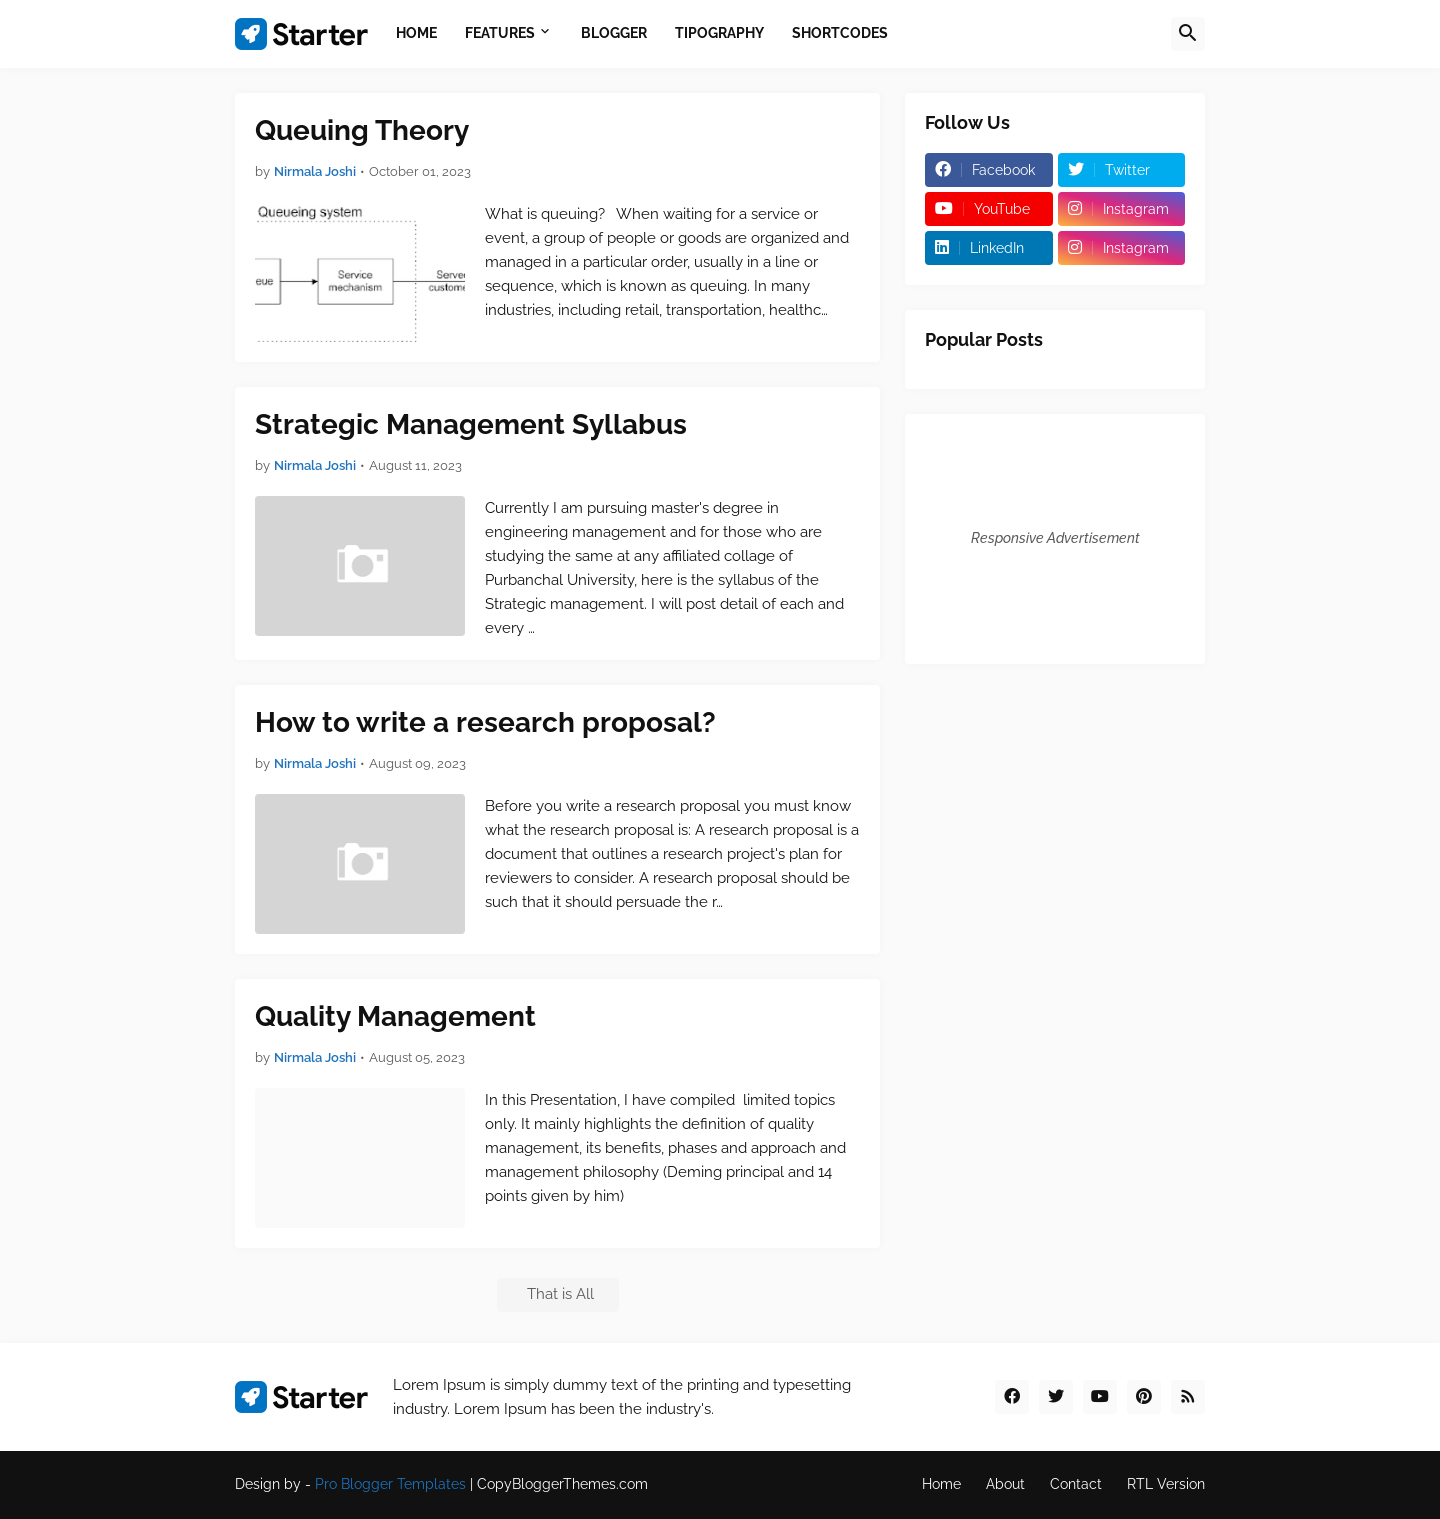 Starter
HOME
FEATURES
BLOGGER
TIPOGRAPHY
SHORTCODES
Queuing Theory
by Nirmala Joshi • October 01, 2023
Queueing system
eue
Service
mechanism
Serve
custome
What is queuing?   When waiting for a service or
event, a group of people or goods are organized and
managed in a particular order, usually in a line or
sequence, which is known as queuing. In many
industries, including retail, transportation, healthc…
Strategic Management Syllabus
by Nirmala Joshi • August 11, 2023
Currently I am pursuing master's degree in
engineering management and for those who are
studying the same at any affiliated collage of
Purbanchal University, here is the syllabus of the
Strategic management. I will post detail of each and
every …
How to write a research proposal?
by Nirmala Joshi • August 09, 2023
Before you write a research proposal you must know
what the research proposal is: A research proposal is a
document that outlines a research project's plan for
reviewers to consider. A research proposal should be
such that it should persuade the r…
Quality Management
by Nirmala Joshi • August 05, 2023
In this Presentation, I have compiled  limited topics
only. It mainly highlights the definition of quality
management, its benefits, phases and approach and
management philosophy (Deming principal and 14
points given by him)
That is All
Follow Us
Facebook
Twitter
YouTube
Instagram
LinkedIn
Instagram
Popular Posts
Responsive Advertisement
Starter
Lorem Ipsum is simply dummy text of the printing and typesetting
industry. Lorem Ipsum has been the industry's.
Design by - Pro Blogger Templates | CopyBloggerThemes.com
Home
About
Contact
RTL Version